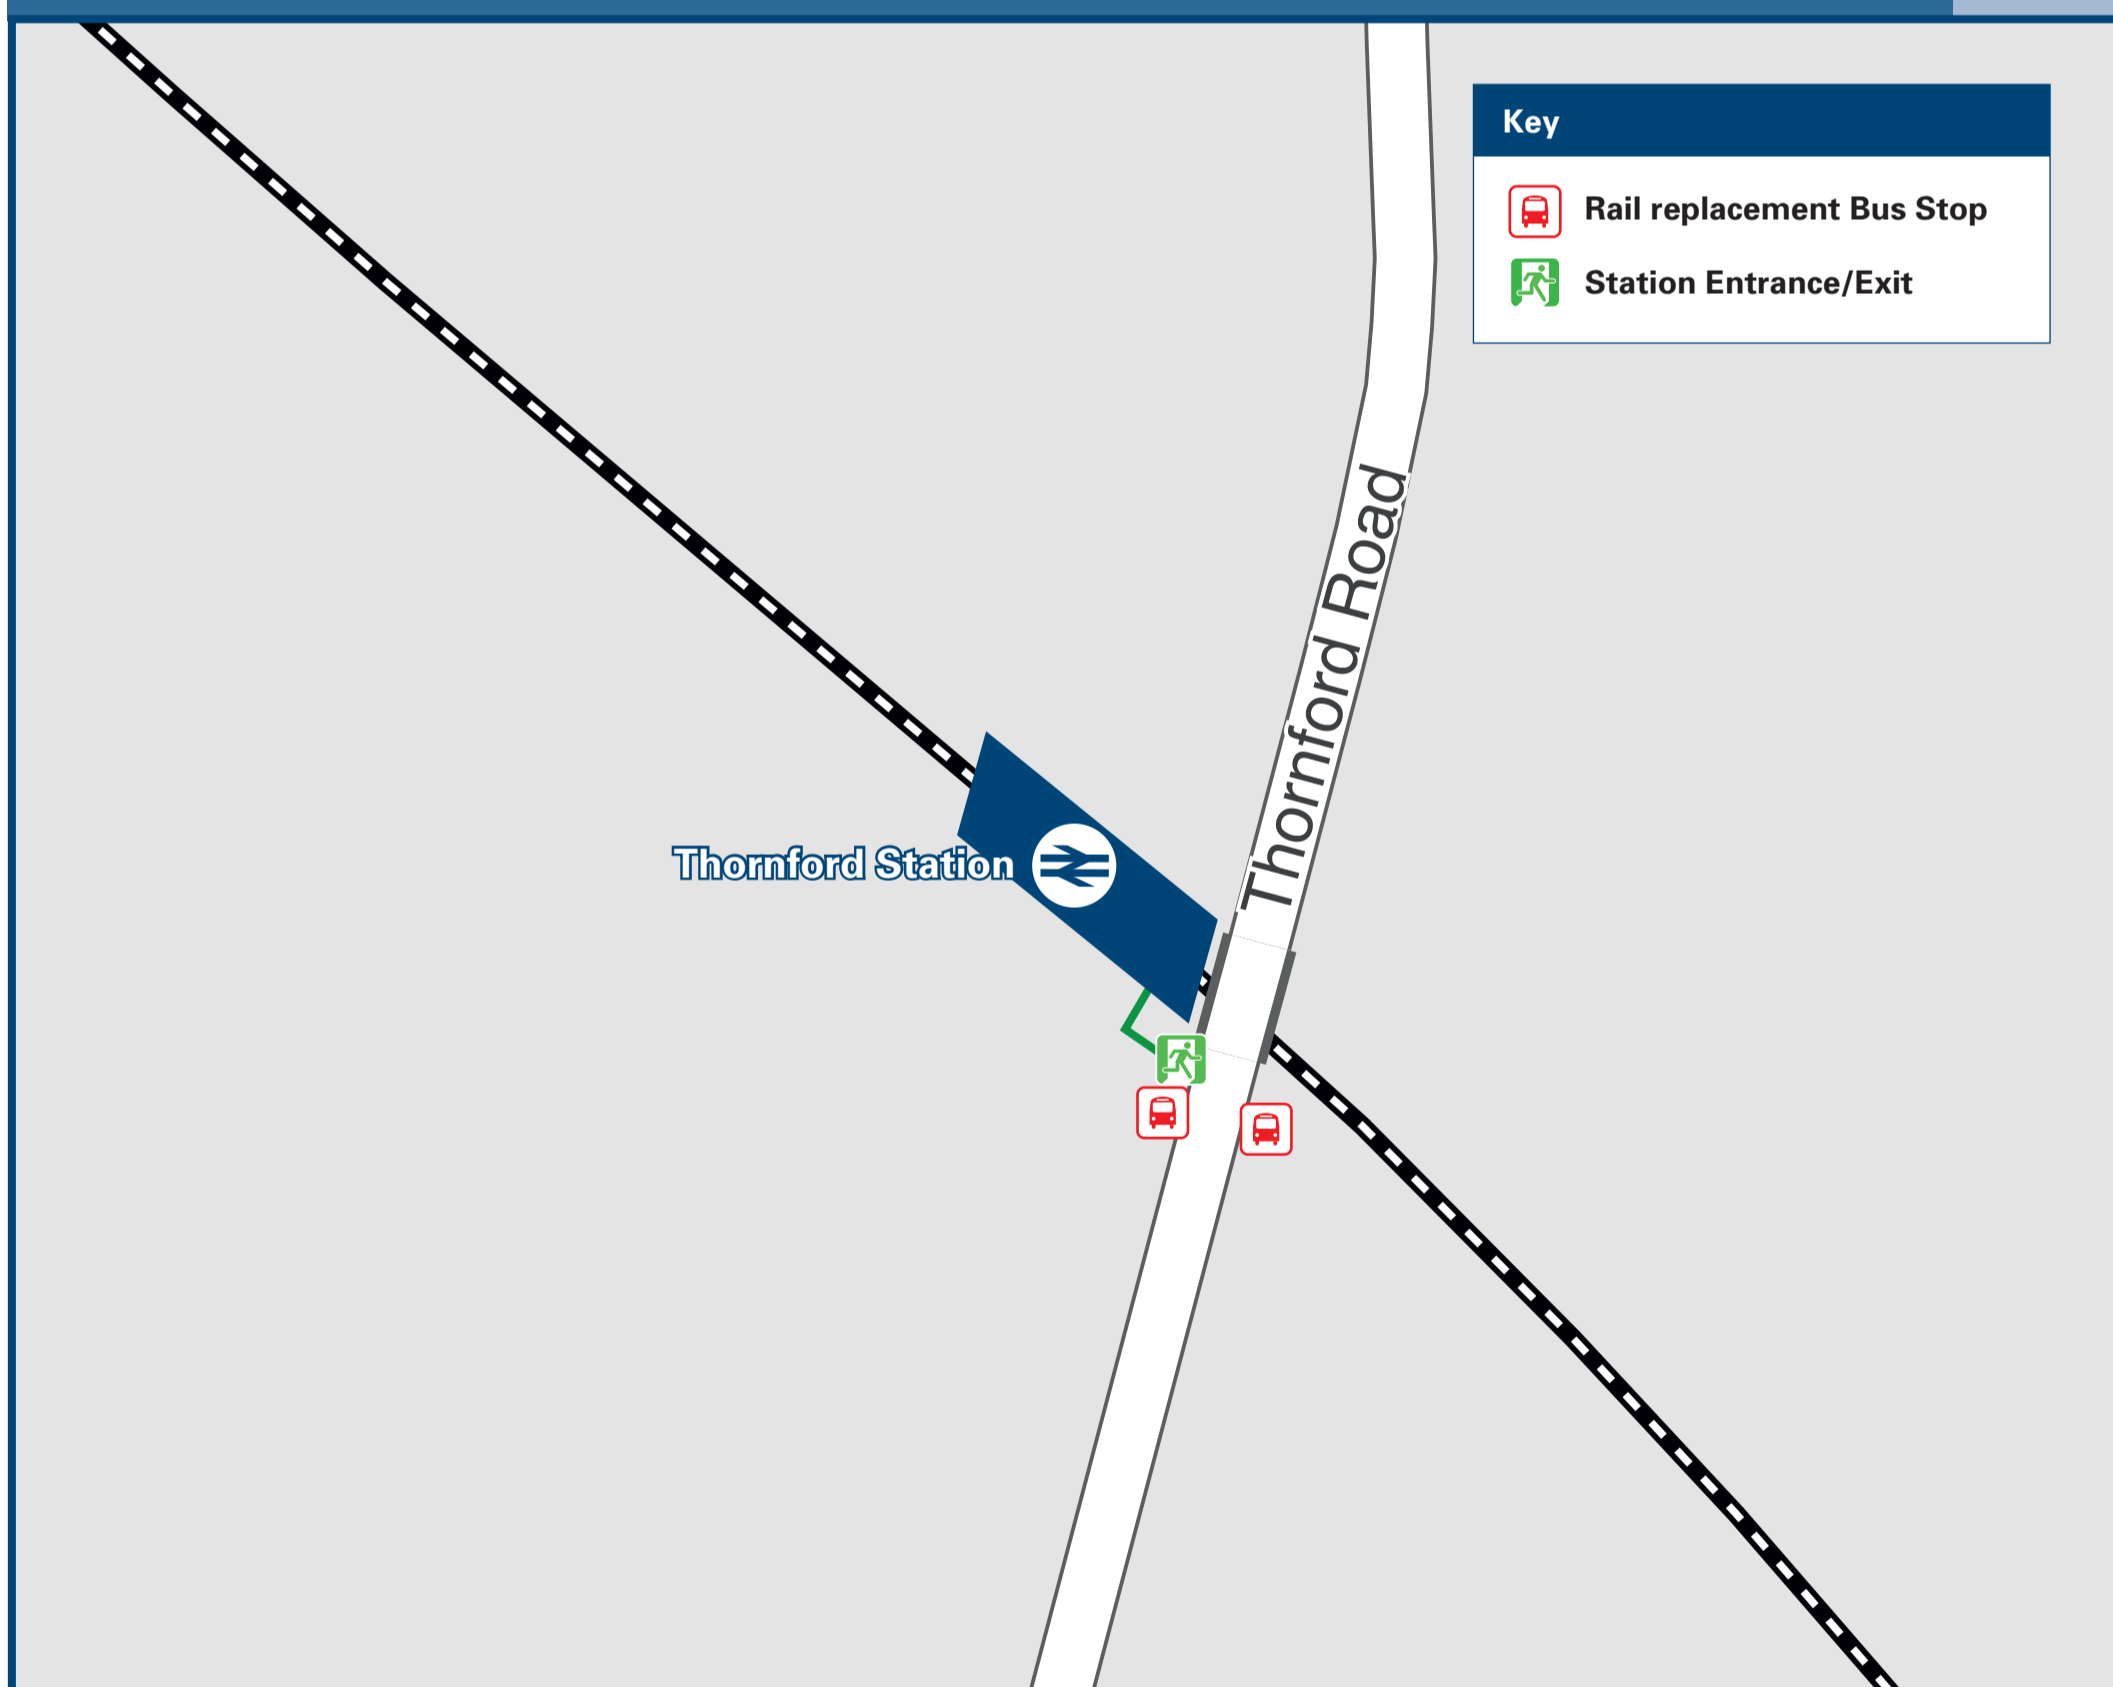 Key
Rail replacement Bus Stop
Station Entrance/Exit
Thornford Road
Thornford Station